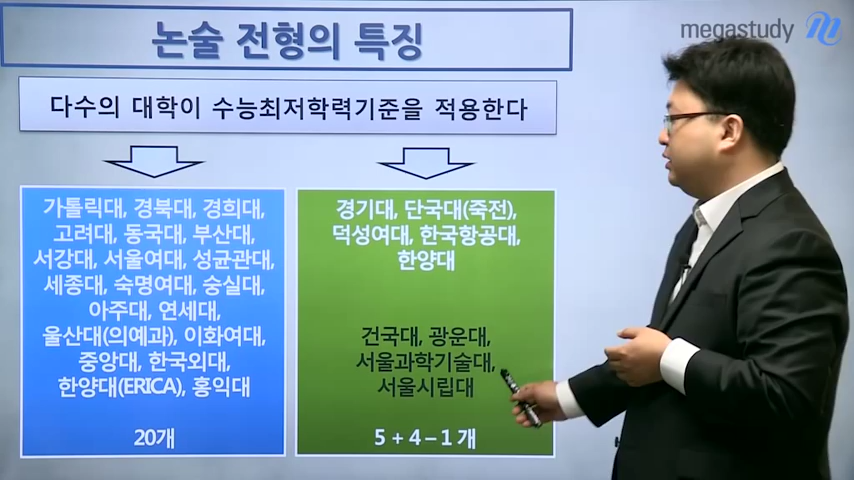 논술 전형의 특징
megastudy
다수의 대학이 수능최저학력기준을 적용한다
가톨릭대, 경북대, 경희대,
고려대, 동국대, 부산대,
서강대, 서울여대, 성균관대,
세종대, 숙명여대, 숭실대,
아주대, 연세대,
울산대(의예과), 이화여대,
중앙대, 한국외대,
한양대(ERICA), 홍익대
20개
경기대, 단국대(죽전),
덕성여대, 한국항공대,
한양대
건국대, 광운대,
서울과학기술대,
서울시립대
5 + 4 – 1 개